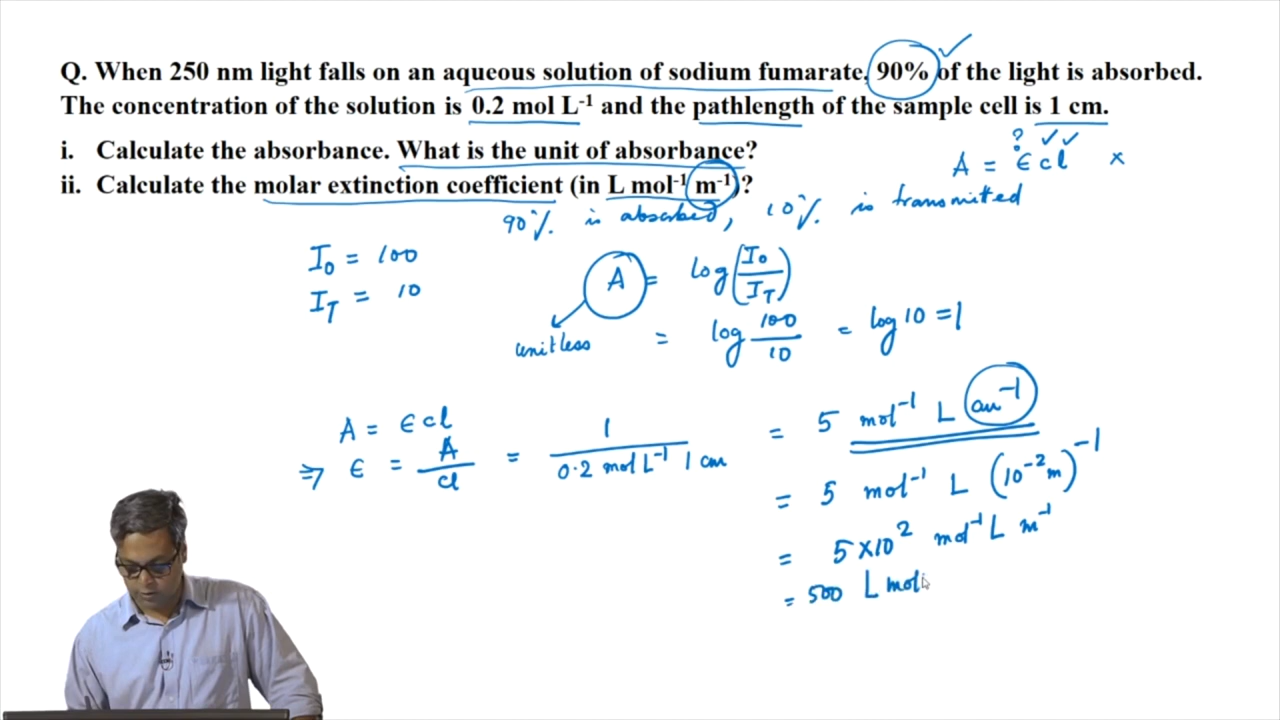 Q. When 250 nm light falls on an aqueous solution of sodium fumarate, 90% of the light is absorbed.
The concentration of the solution is 0.2 mol L⁻¹ and the pathlength of the sample cell is 1 cm.
i. Calculate the absorbance. What is the unit of absorbance?
ii. Calculate the molar extinction coefficient (in L mol⁻¹ m⁻¹)?
? ✓✓
A = ϵ c l ×
90% is absorbed, 10% is transmitted
I₀ = 100
I_T = 10
A = log(I₀/I_T)
unitless
= log 100/10 = log 10 = 1
A = ϵ c l
⇒ ϵ = A/cl = 1/(0.2 mol L⁻¹ 1 cm) = 5 mol⁻¹ L cm⁻¹
= 5 mol⁻¹ L (10⁻² m)⁻¹
= 5×10² mol⁻¹ L m⁻¹
= 500 L mol